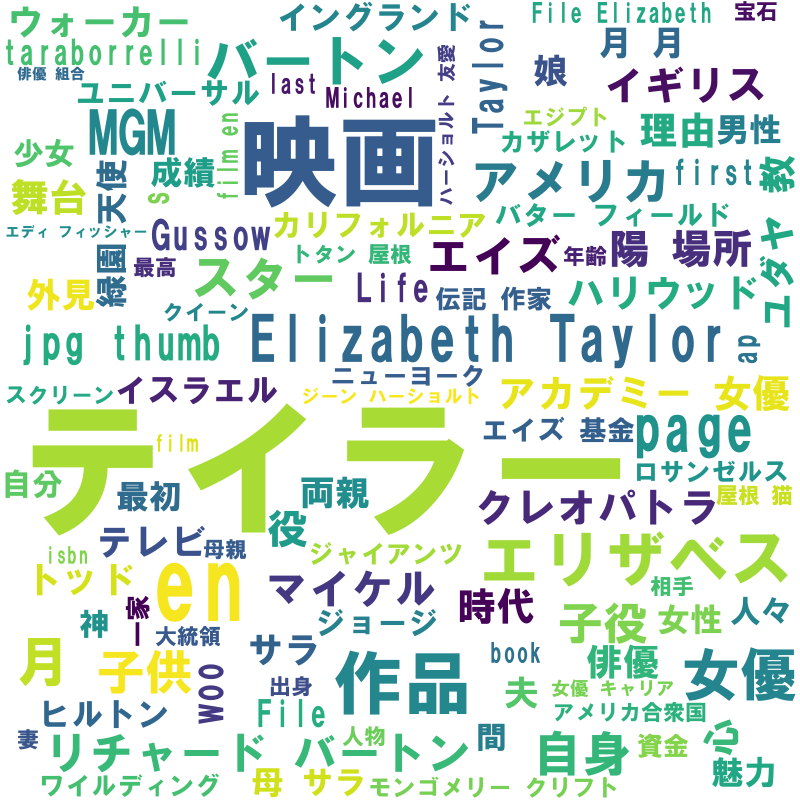 ウォーカー
イングランド
File Elizabeth
宝石
taraborrelli
バートン
友愛
Taylor
月 月
俳優 組合
last
娘
イギリス
ユニバーサル
Michael
ハーショルト
MGM
映画
エジプト
理由
男性
カザレット
少女
成績
film en
アメリカ
first
教
天使
s
舞台
カリフォルニア
バター フィールド
エディ フィッシャー
Gussow
トタン 屋根
エイズ
年齢
陽 場所
ユダヤ
緑園
最高
スター
外見
Life
伝記 作家
ハリウッド
クイーン
jpg thumb
Elizabeth Taylor
ap
ニューヨーク
スクリーン
イスラエル
ジーン ハーショルト
アカデミー 女優
テイラー
film
エイズ 基金
page
ロサンゼルス
自分
最初
両親
クレオパトラ
屋根 猫
役
テレビ
母親
isbn
ジャイアンツ
エリザベス
トッド
en
マイケル
相手
時代
一家
神
大統領
ジョージ
子役
女性
人々
月
子供
サラ
book
俳優
女優
woo
出身
作品
夫
女優 キャリア
ヒルトン
File
アメリカ合衆国
妻
リチャード バートン
人物
間
自身
資金
心
魅力
ワイルディング
母 サラ
モンゴメリー クリフト